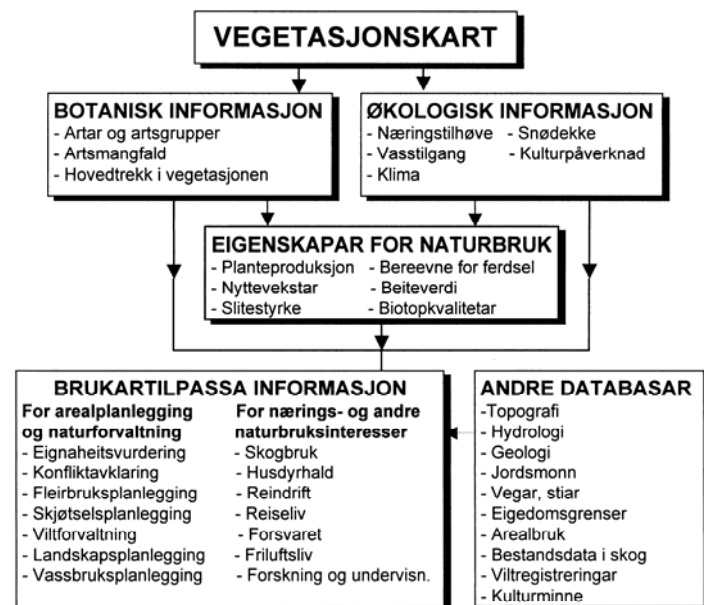 VEGETASJONSKART
BOTANISK INFORMASJON
- Artar og artsgrupper
- Artsmangfald
- Hovedtrekk i vegetasjonen
ØKOLOGISK INFORMASJON
- Næringstilhøve
- Vasstilgang
- Klima
- Snødekke
- Kulturpåverknad
EIGENSKAPAR FOR NATURBRUK
- Planteproduksjon
- Nyttevekstar
- Slitestyrke
- Bereevne for ferdsel
- Beiteverdi
- Biotopkvalitetar
BRUKARTILPASSA INFORMASJON
For arealplanlegging
og naturforvaltning
- Eignaheitsvurdering
- Konfliktavklaring
- Fleirbruksplanlegging
- Skjøtselsplanlegging
- Viltforvaltning
- Landskapsplanlegging
- Vassbruksplanlegging
For nærings- og andre
naturbruksinteresser
- Skogbruk
- Husdyrhald
- Reindrift
- Reiseliv
- Forsvaret
- Friluftsliv
- Forskning og undervisn.
ANDRE DATABASAR
-Topografi
- Hydrologi
- Geologi
- Jordsmonn
- Vegar, stiar
- Eigedomsgrenser
- Arealbruk
- Bestandsdata i skog
- Viltregistreringar
- Kulturminne